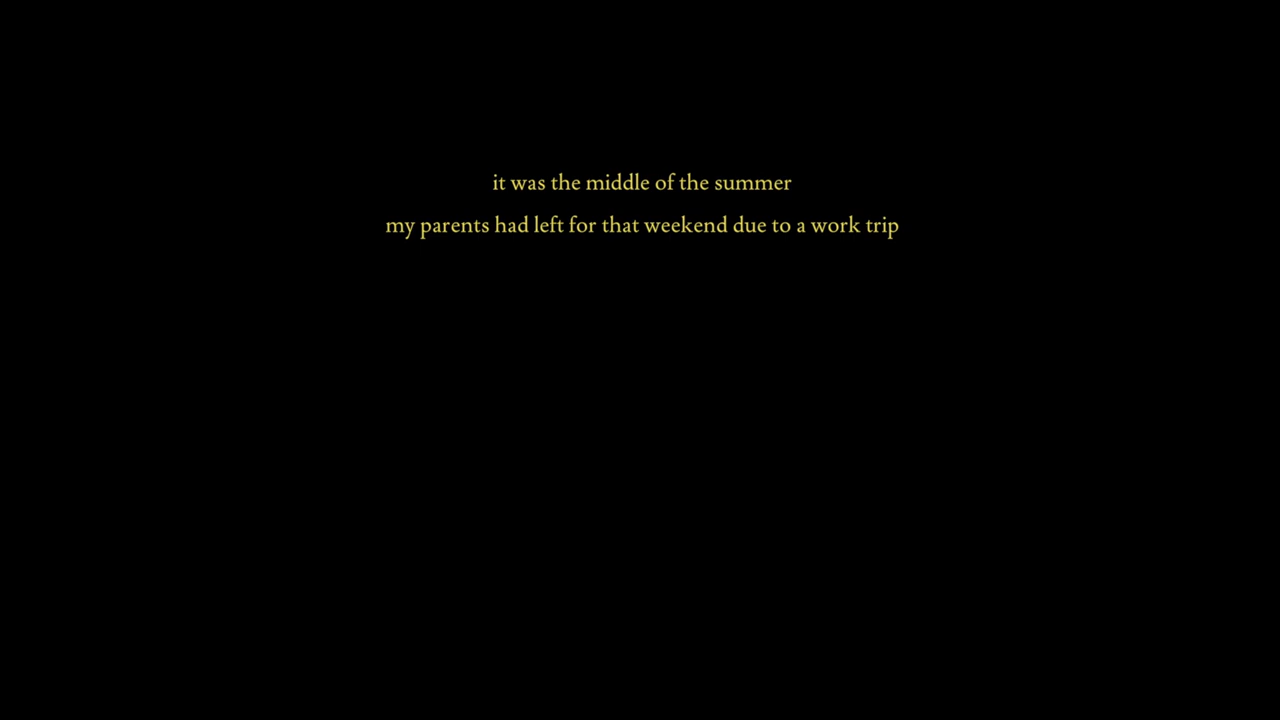 it was the middle of the summer
my parents had left for that weekend due to a work trip